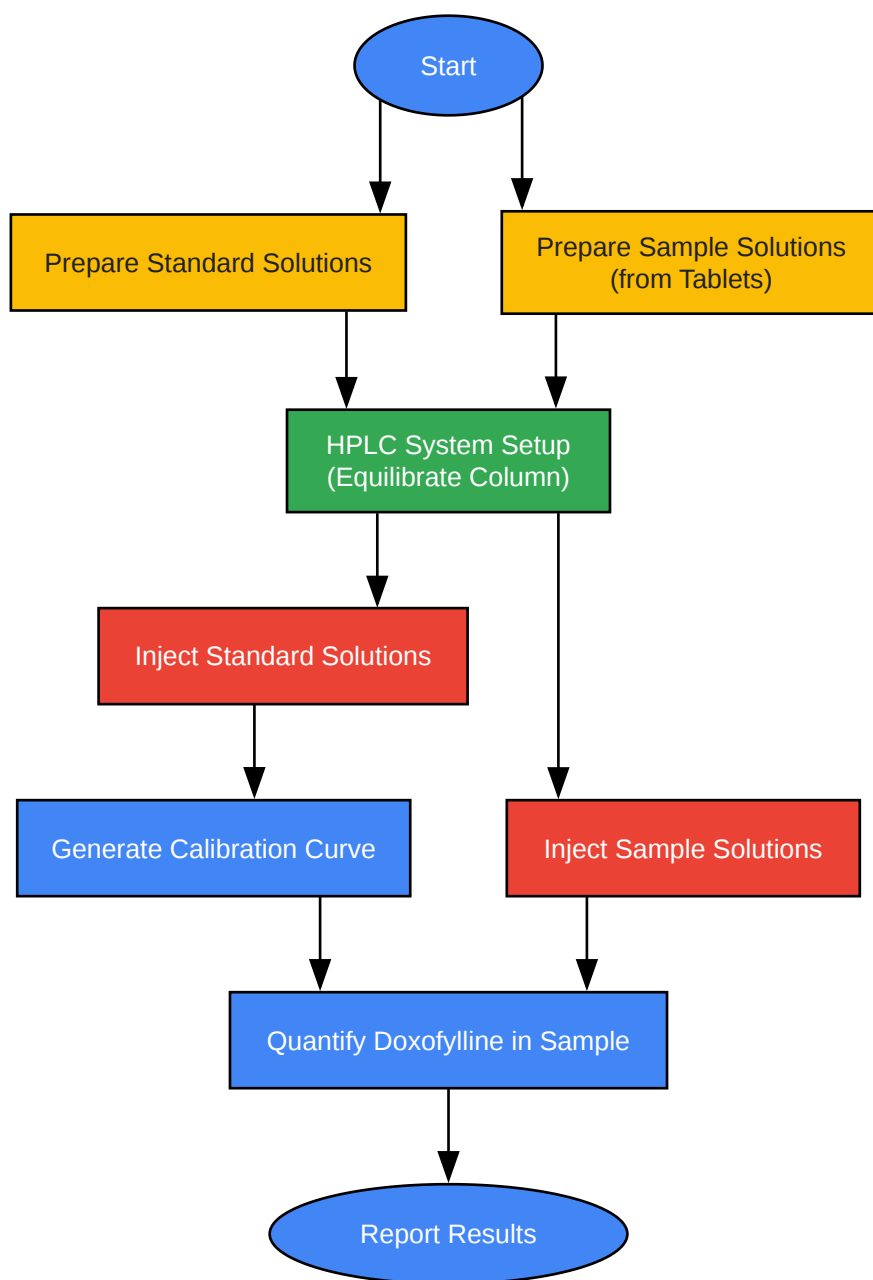 Start
Prepare Standard Solutions
Prepare Sample Solutions
(from Tablets)
HPLC System Setup
(Equilibrate Column)
Inject Standard Solutions
Generate Calibration Curve
Inject Sample Solutions
Quantify Doxofylline in Sample
Report Results